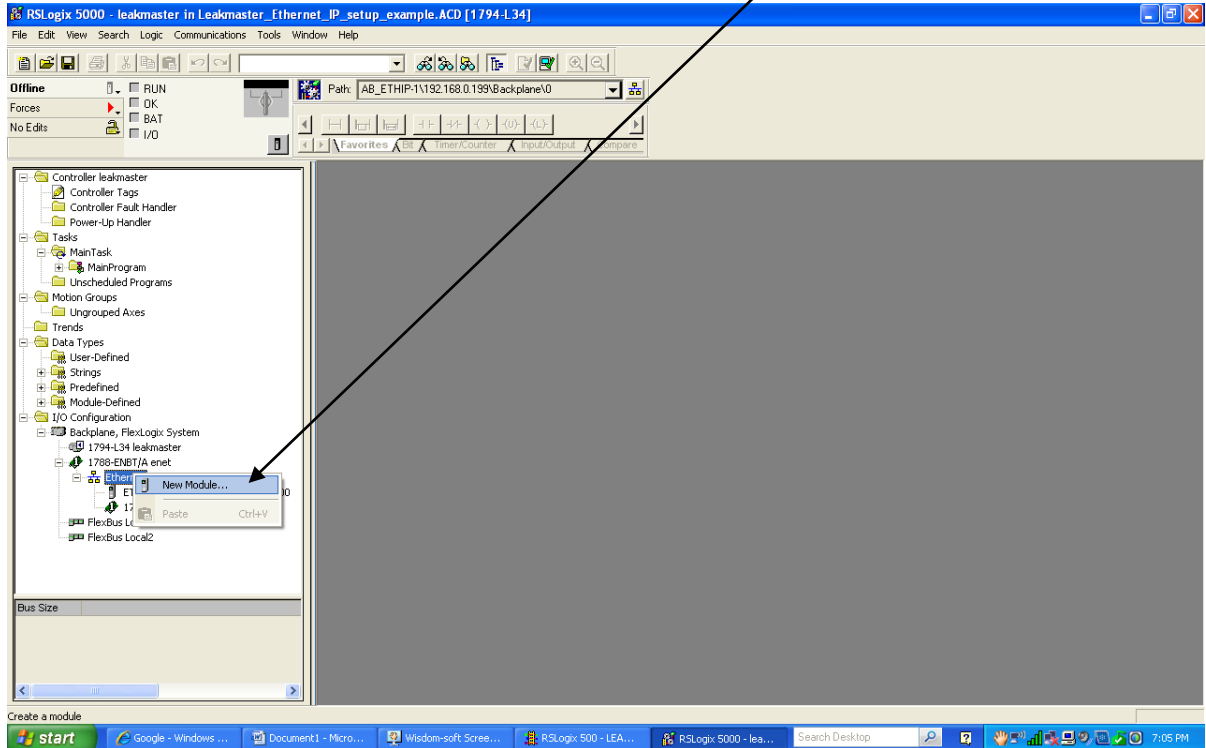 RSLogix 5000 - leakmaster in Leakmaster_Ethernet_IP_setup_example.ACD [1794-L34]
File Edit View Search Logic Communications Tools Window Help
Offline RUN
Path: AB_ETHIP-1\192.168.0.199\Backplane\0
Forces OK
BAT
No Edits
I/O
Favorites Bit Timer/Counter Input/Output Compare
Controller leakmaster
Controller Tags
Controller Fault Handler
Power-Up Handler
Tasks
MainTask
MainProgram
Unscheduled Programs
Motion Groups
Ungrouped Axes
Trends
Data Types
User-Defined
Strings
Predefined
Module-Defined
I/O Configuration
Backplane, FlexLogix System
1794-L34 leakmaster
1788-ENBT/A enet
New Module...
Paste Ctrl+V
FlexBus Local2
Bus Size
Create a module
start Google - Windows ... Document1 - Micro... Wisdom-soft Scree... RSLogix 500 - LEA... RSLogix 5000 - lea... Search Desktop 7:05 PM